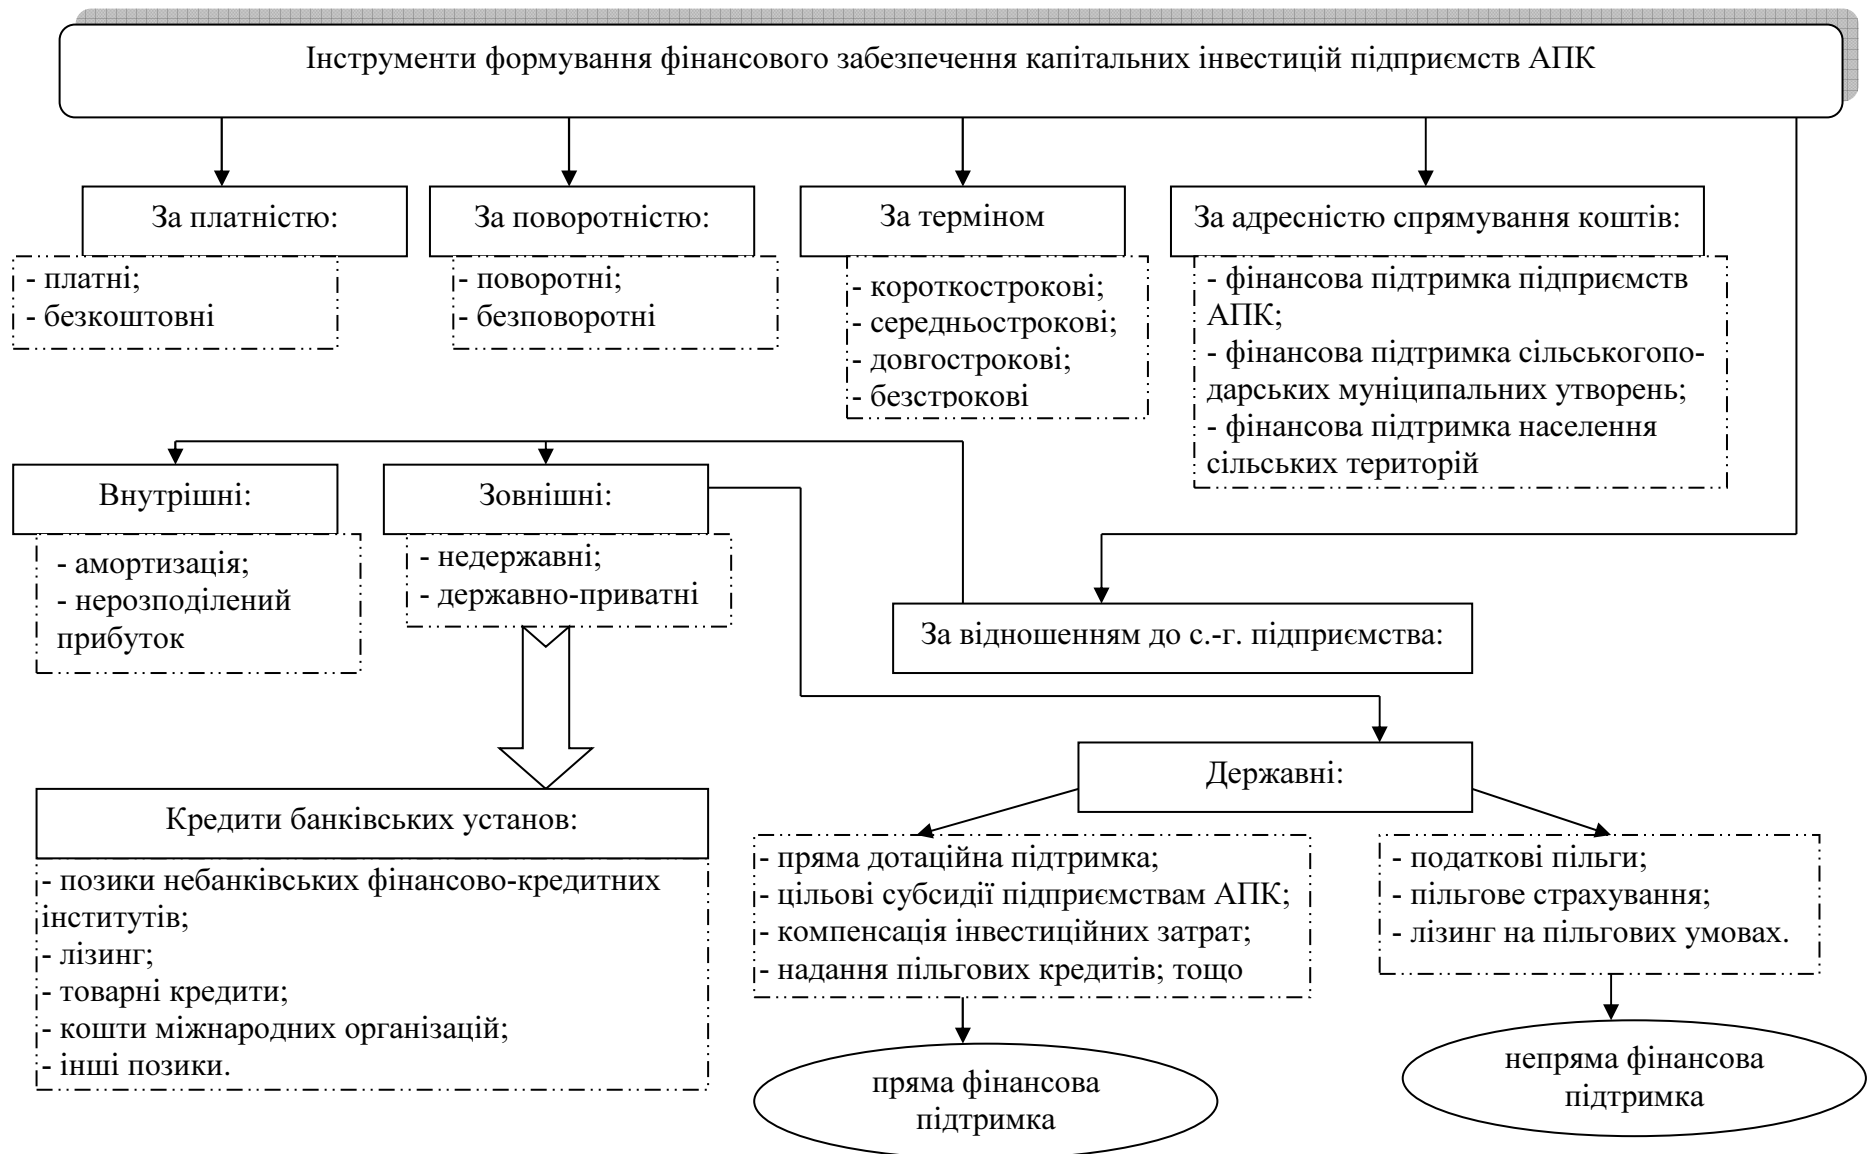 Інструменти формування фінансового забезпечення капітальних інвестицій підприємств АПК
За платністю:
- платні;
- безкоштовні
За поворотністю:
- поворотні;
- безповоротні
За терміном
- короткострокові;
- середньострокові;
- довгострокові;
- безстрокові
За адресністю спрямування коштів:
- фінансова підтримка підприємств
АПК;
- фінансова підтримка сільськогопо-
дарських муніципальних утворень;
- фінансова підтримка населення
сільських територій
Внутрішні:
- амортизація;
- нерозподілений
прибуток
Зовнішні:
- недержавні;
- державно-приватні
За відношенням до с.-г. підприємства:
Кредити банківських установ:
- позики небанківських фінансово-кредитних
інститутів;
- лізинг;
- товарні кредити;
- кошти міжнародних організацій;
- інші позики.
Державні:
- пряма дотаційна підтримка;
- цільові субсидії підприємствам АПК;
- компенсація інвестиційних затрат;
- надання пільгових кредитів; тощо
- податкові пільги;
- пільгове страхування;
- лізинг на пільгових умовах.
пряма фінансова
підтримка
непряма фінансова
підтримка